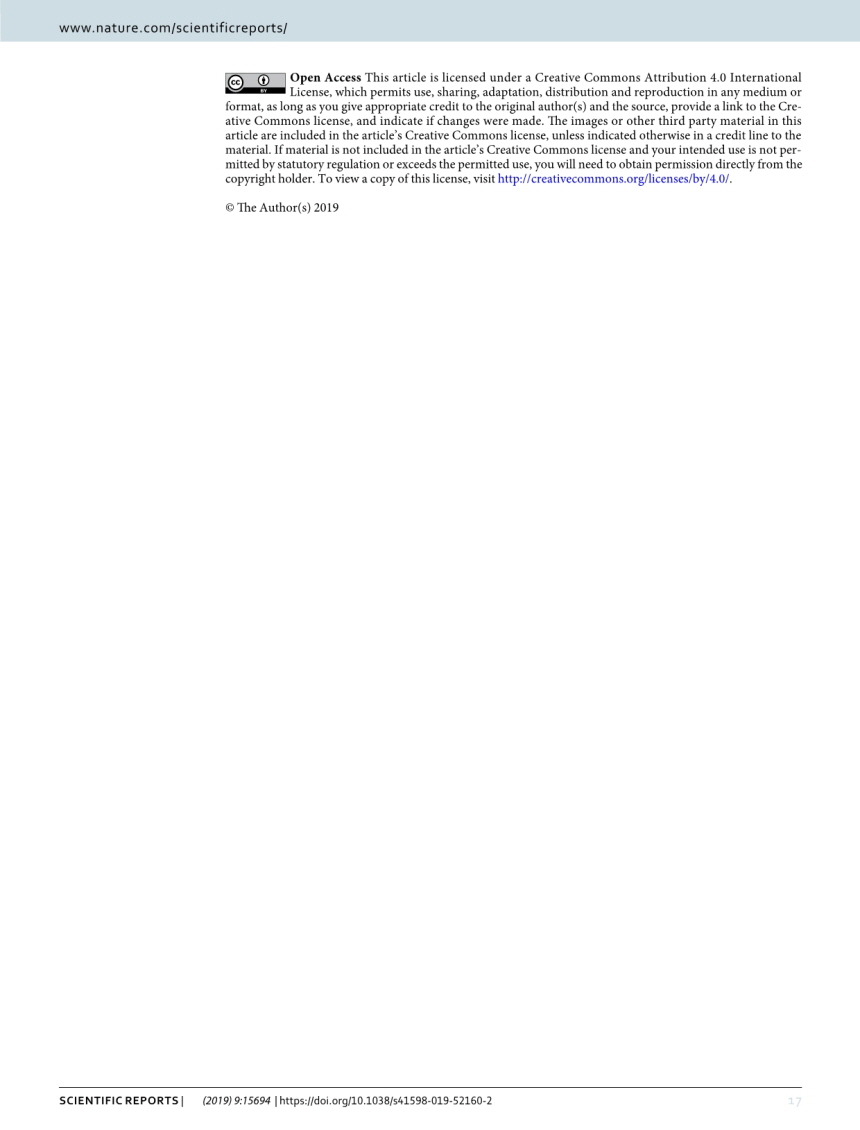 www.nature.com/scientificreports/
cc BY Open Access This article is licensed under a Creative Commons Attribution 4.0 International
License, which permits use, sharing, adaptation, distribution and reproduction in any medium or
format, as long as you give appropriate credit to the original author(s) and the source, provide a link to the Cre-
ative Commons license, and indicate if changes were made. The images or other third party material in this
article are included in the article's Creative Commons license, unless indicated otherwise in a credit line to the
material. If material is not included in the article's Creative Commons license and your intended use is not per-
mitted by statutory regulation or exceeds the permitted use, you will need to obtain permission directly from the
copyright holder. To view a copy of this license, visit http://creativecommons.org/licenses/by/4.0/.
© The Author(s) 2019
SCIENTIFIC REPORTS | (2019) 9:15694 | https://doi.org/10.1038/s41598-019-52160-2 17